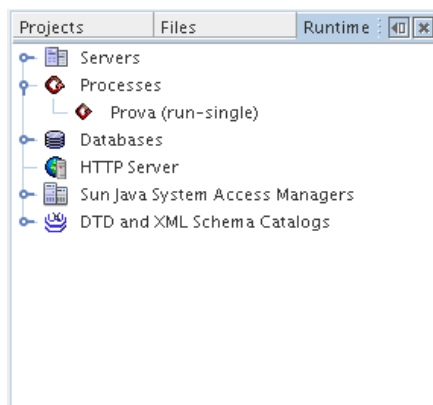 Projects Files Runtime
Servers
Processes
Prova (run-single)
Databases
HTTP Server
Sun Java System Access Managers
DTD and XML Schema Catalogs